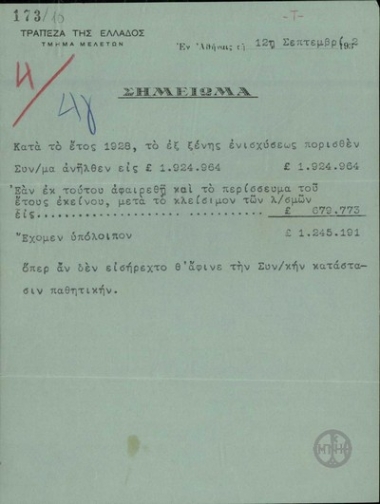 173/
-T-
ΤΡΑΠΕΖΑ ΤΗΣ ΕΛΛΑΔΟΣ
ΤΜΗΜΑ ΜΕΛΕΤΩΝ
Ἐν Ἀθήναις τῇ 12ῃ Σεπτεμβρί 1932
4
ΣΗΜΕΙΩΜΑ
Κατὰ τὸ ἔτος 1928, τὸ ἐξ ξένης ἐνισχύσεως πορισθὲν
Συν/μα ἀνῆλθεν εἰς £ 1.924.964 £ 1.924.964
Ἐὰν ἐκ τούτου ἀφαιρεθῇ καὶ τὸ περίσσευμα τοῦ
ἔτους ἐκείνου, μετὰ τὸ κλείσιμον τῶν λ/σμῶν
εἰς........................................£ 679.773
Ἔχομεν ὑπόλοιπον £ 1.245.191
ὅπερ ἂν δὲν εἰσήρχετο θ'ἄφινε τὴν Συν/κήν κατάστα-
σιν παθητικήν.